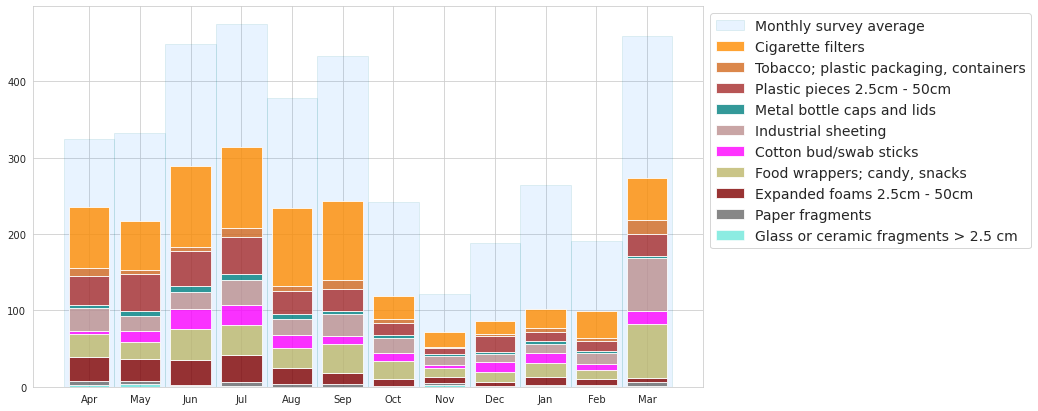 400
300
200
100
0
Apr May Jun Jul Aug Sep Oct Nov Dec Jan Feb Mar
Monthly survey average
Cigarette filters
Tobacco; plastic packaging, containers
Plastic pieces 2.5cm - 50cm
Metal bottle caps and lids
Industrial sheeting
Cotton bud/swab sticks
Food wrappers; candy, snacks
Expanded foams 2.5cm - 50cm
Paper fragments
Glass or ceramic fragments > 2.5 cm